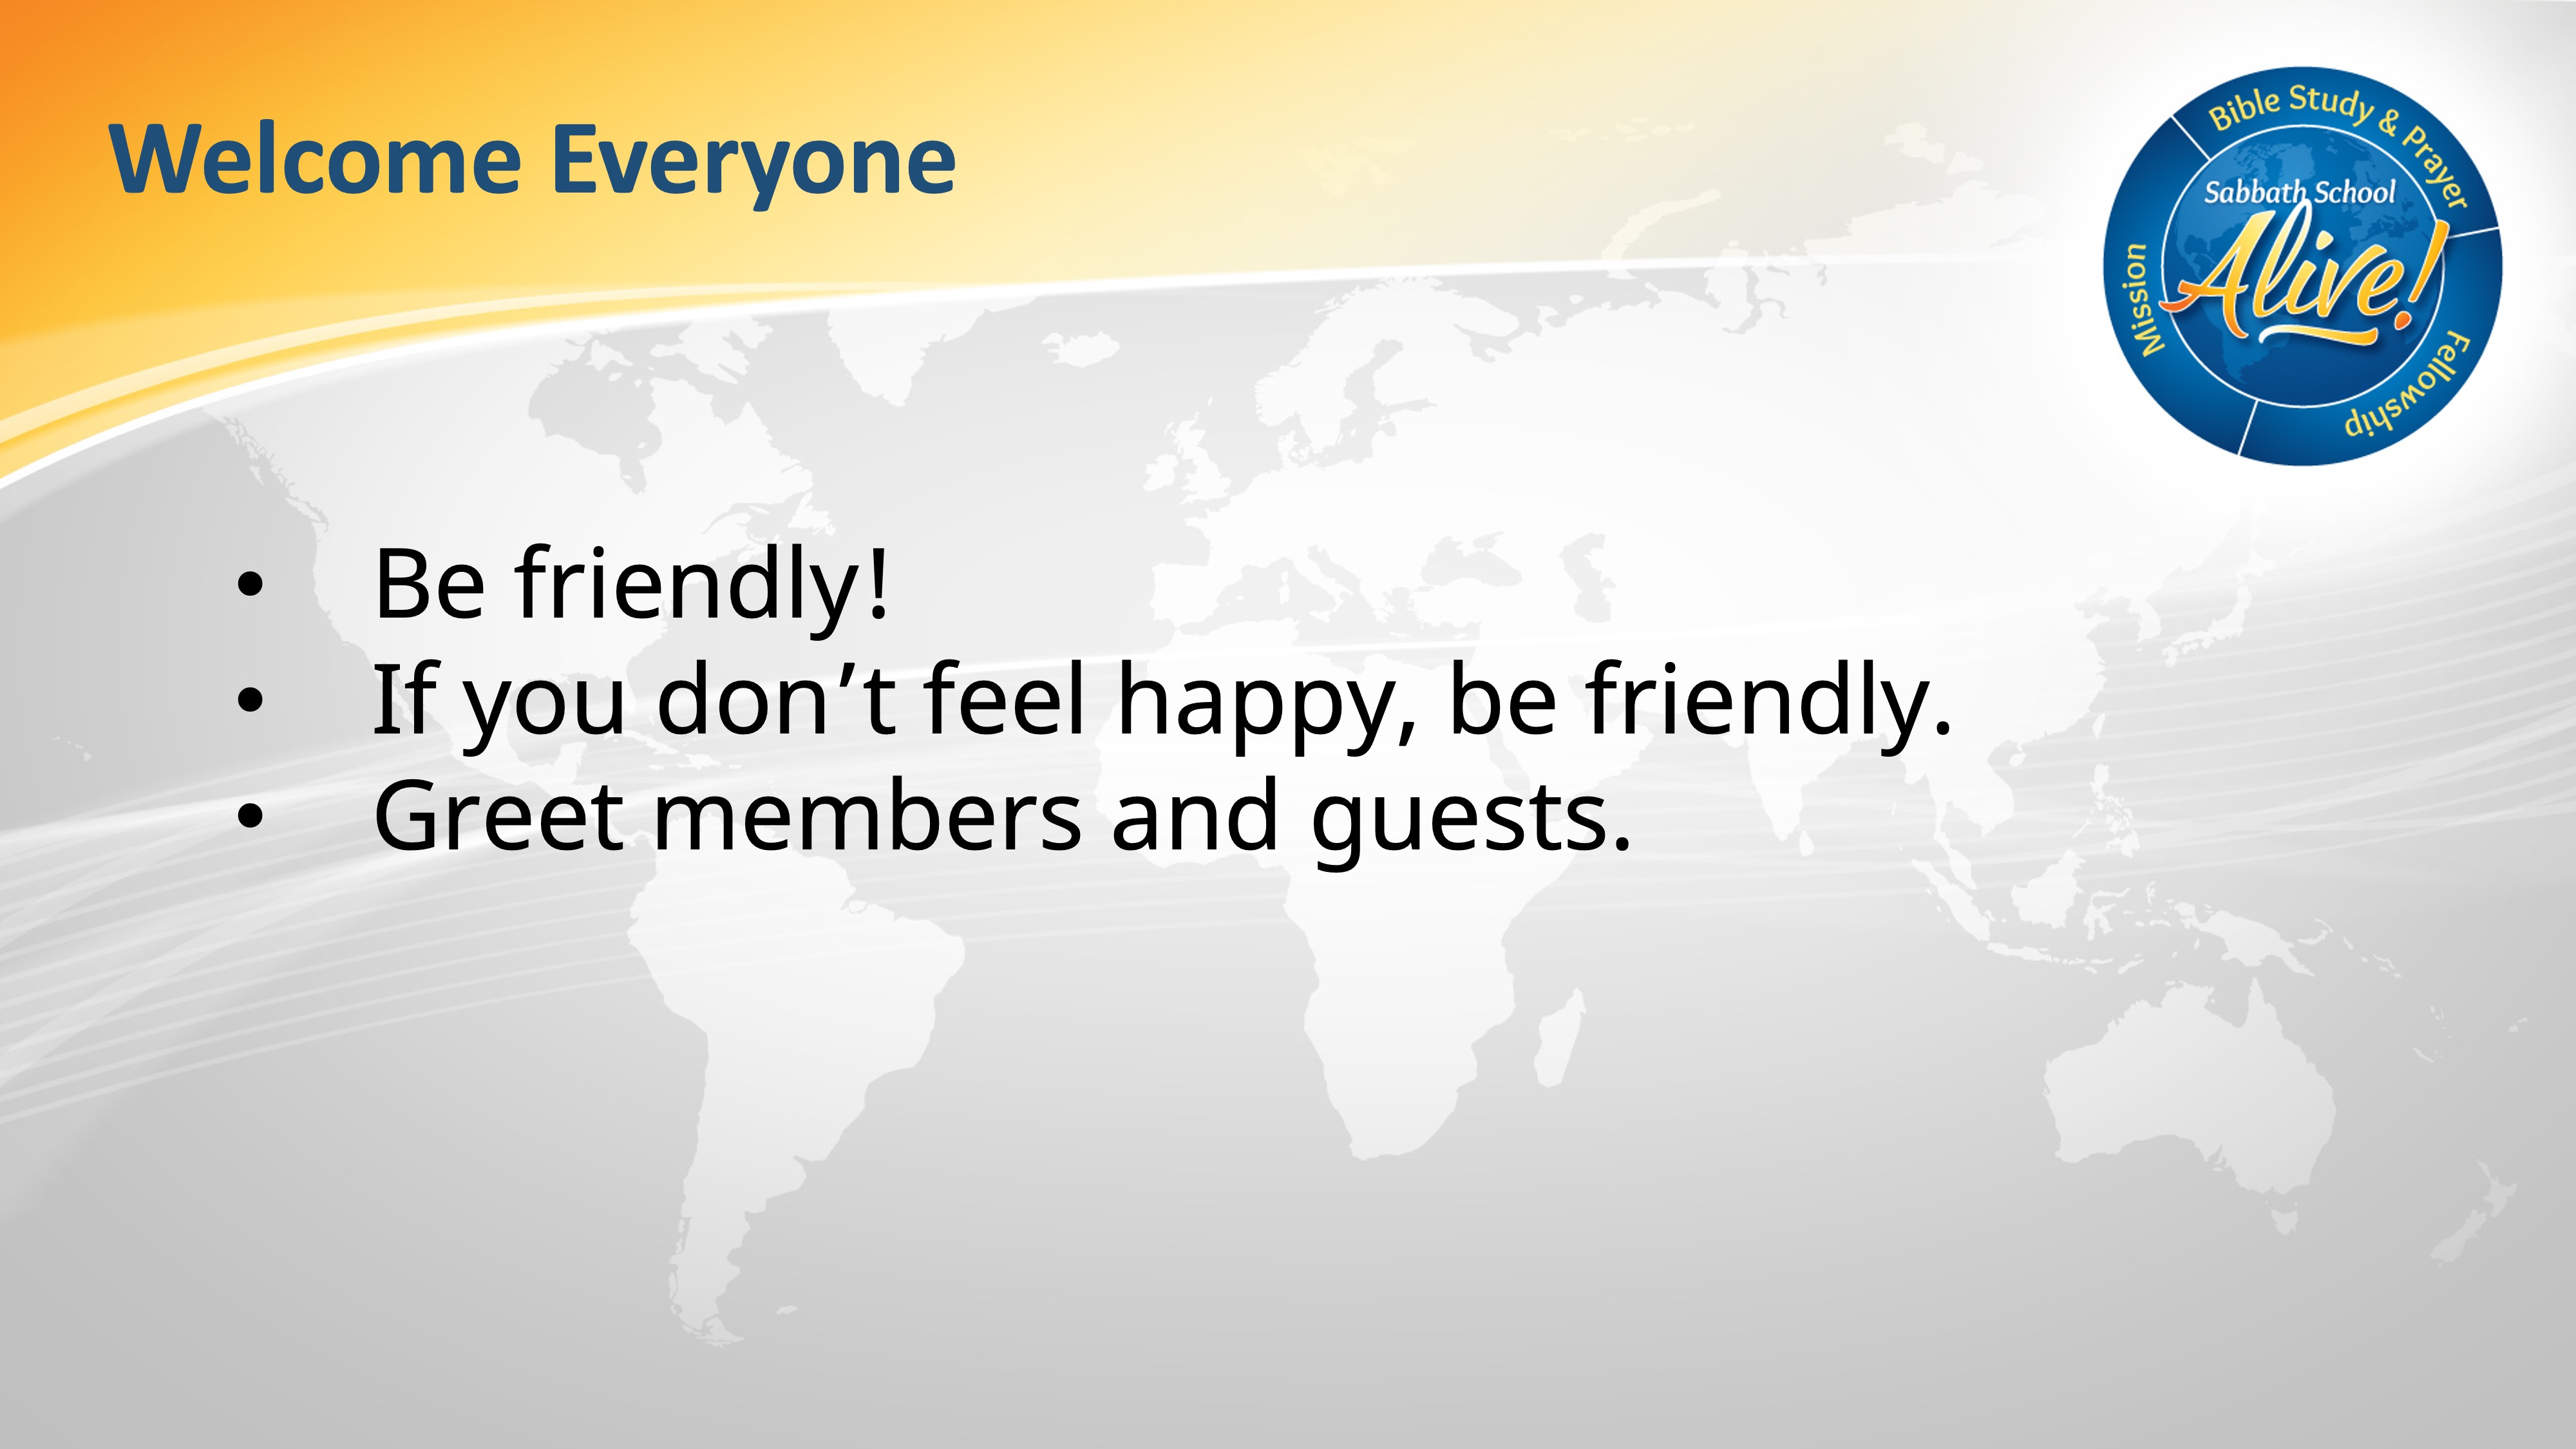 Welcome Everyone
Bible Study & Prayer
Sabbath School
Alive!
Mission
Fellowship
• Be friendly!
• If you don’t feel happy, be friendly.
• Greet members and guests.